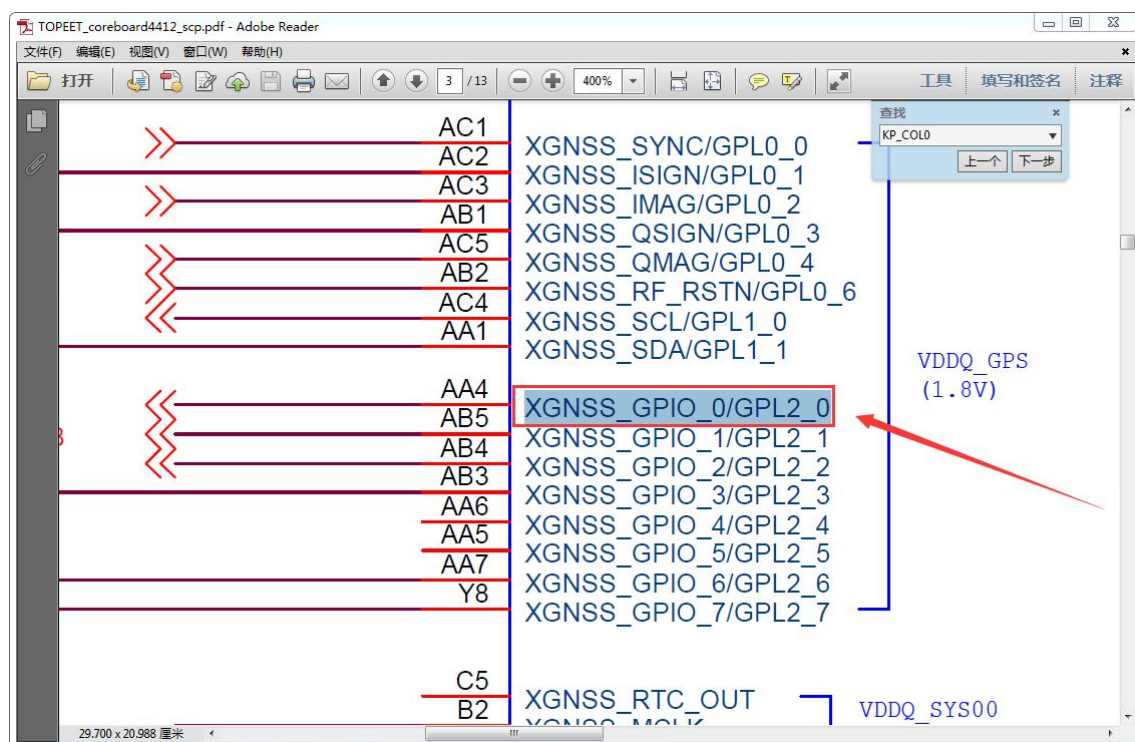 TOPEET_coreboard4412_scp.pdf - Adobe Reader
文件(F) 编辑(E) 视图(V) 窗口(W) 帮助(H)
打开 3 /13 400% 工具 填写和签名 注释
查找
KP_COL0
上一个 下一步
AC1 XGNSS_SYNC/GPL0_0
AC2 XGNSS_ISIGN/GPL0_1
AC3 XGNSS_IMAG/GPL0_2
AB1 XGNSS_QSIGN/GPL0_3
AC5 XGNSS_QMAG/GPL0_4
AB2 XGNSS_RF_RSTN/GPL0_6
AC4 XGNSS_SCL/GPL1_0
AA1 XGNSS_SDA/GPL1_1
VDDQ_GPS
(1.8V)
AA4 XGNSS_GPIO_0/GPL2_0
AB5 XGNSS_GPIO_1/GPL2_1
AB4 XGNSS_GPIO_2/GPL2_2
AB3 XGNSS_GPIO_3/GPL2_3
AA6 XGNSS_GPIO_4/GPL2_4
AA5 XGNSS_GPIO_5/GPL2_5
AA7 XGNSS_GPIO_6/GPL2_6
Y8 XGNSS_GPIO_7/GPL2_7
C5 XGNSS_RTC_OUT
B2
VDDQ_SYS00
29.700 x 20.988 厘米